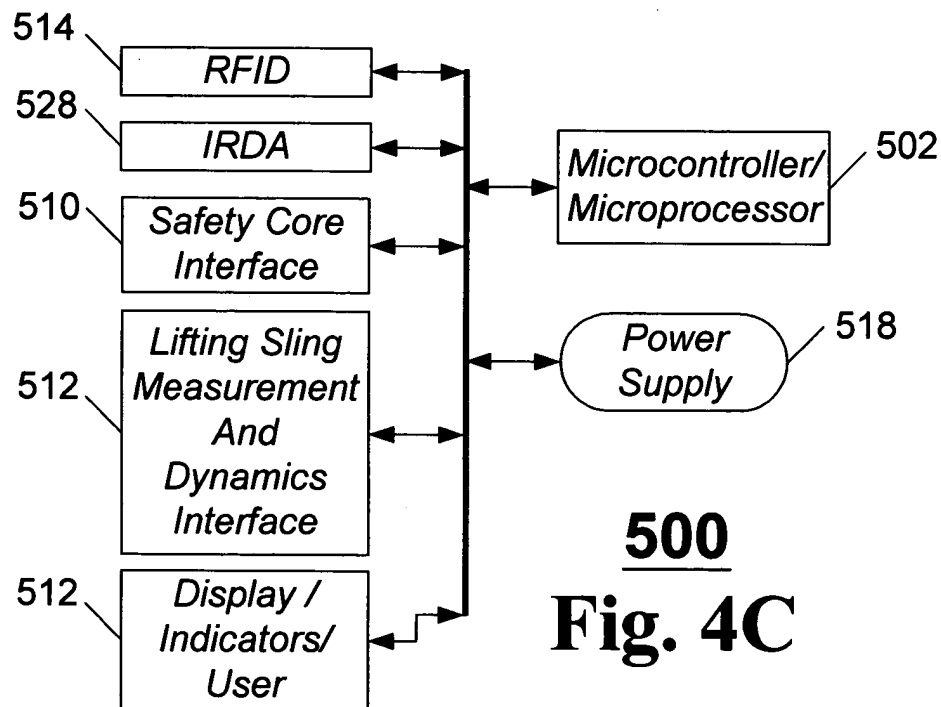 514
RFID
528
IRDA
510
Safety Core
Interface
512
Lifting Sling
Measurement
And
Dynamics
Interface
512
Display /
Indicators/
User
Microcontroller/
Microprocessor
502
Power
Supply
518
500
Fig. 4C